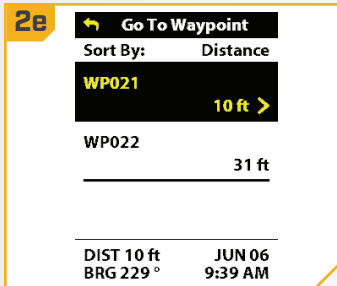 2e
Go To Waypoint
Sort By: Distance
WP021
10 ft
WP022
31 ft
DIST 10 ft JUN 06
BRG 229 ° 9:39 AM